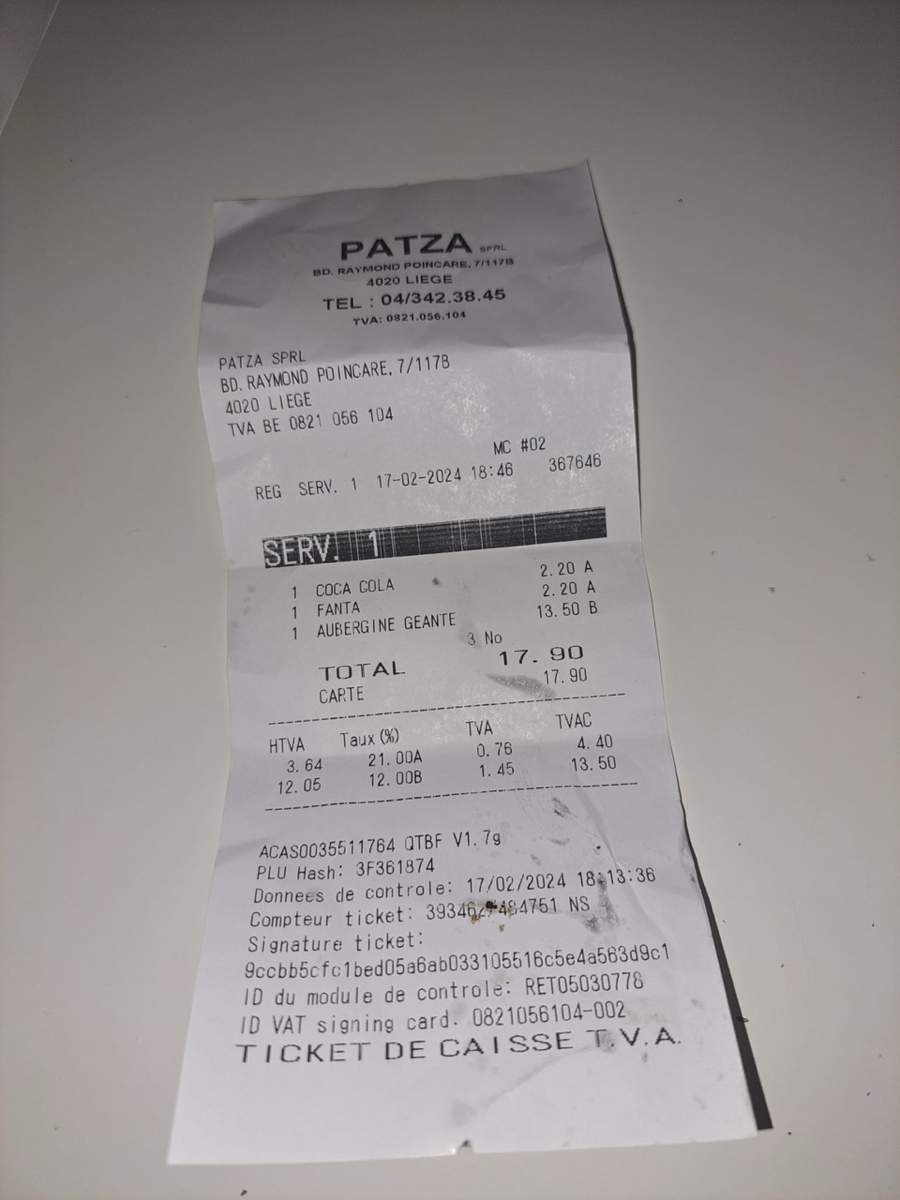 PATZA SPRL
BD. RAYMOND POINCARE, 7/117B
4020 LIEGE
TEL : 04/342.38.45
TVA: 0821.056.104
PATZA SPRL
BD. RAYMOND POINCARE, 7/117B
4020 LIEGE
TVA BE 0821 056 104
MC #02
REG SERV. 1 17-02-2024 18:46 367646
SERV. 1
1 COCA COLA 2.20 A
1 FANTA 2.20 A
1 AUBERGINE GEANTE 13.50 B
3 No
TOTAL 17.90
CARTE 17.90
HTVA Taux (%) TVA TVAC
3.64 21.00A 0.76 4.40
12.05 12.00B 1.45 13.50
ACAS0035511764 QTBF V1.7g
PLU Hash: 3F361874
Donnees de controle: 17/02/2024 18:13:36
Compteur ticket: NS
Signature ticket:
9ccbb5cfc1bed05a6ab033105516c5e4a563d9c1
ID du module de controle: RET05030778
ID VAT signing card. 0821056104-002
TICKET DE CAISSE T.V.A.